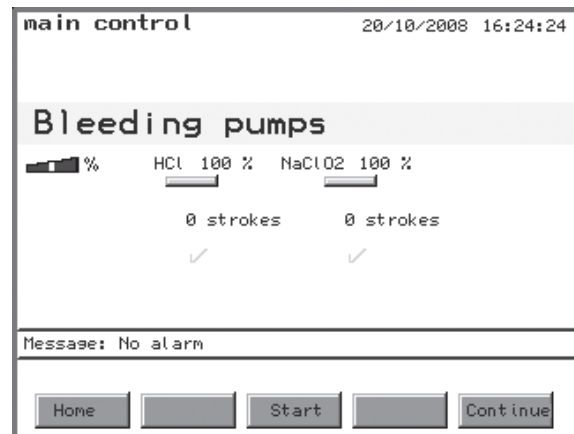 main control 20/10/2008 16:24:24
Bleeding pumps
% HCl 100 % NaClO2 100 %
0 strokes 0 strokes
Message: No alarm
Home Start Continue